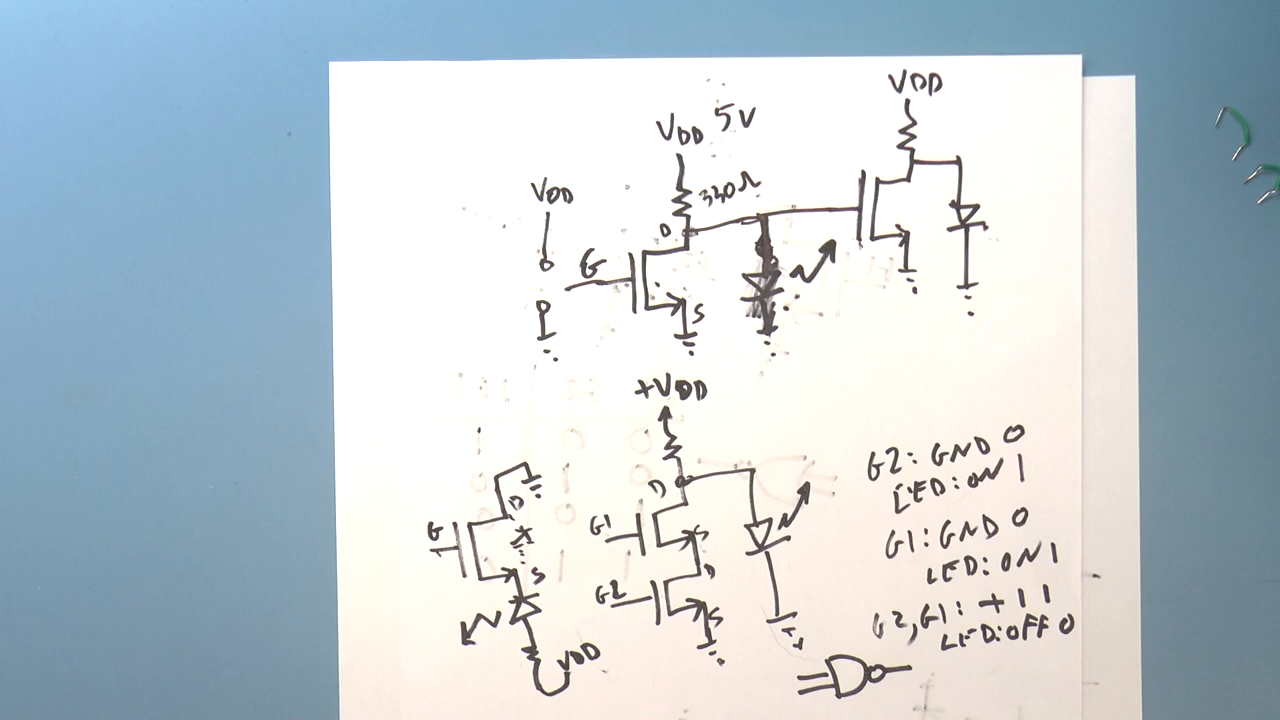 VDD
VDD 5V
VDD
330Ω
D
G
S
+VDD
D
G1
S
D
G2
S
D
G
S
VDD
G2: GND 0
LED: ON 1
G1: GND 0
LED: ON 1
G2, G1: + 1 1
LED: OFF 0